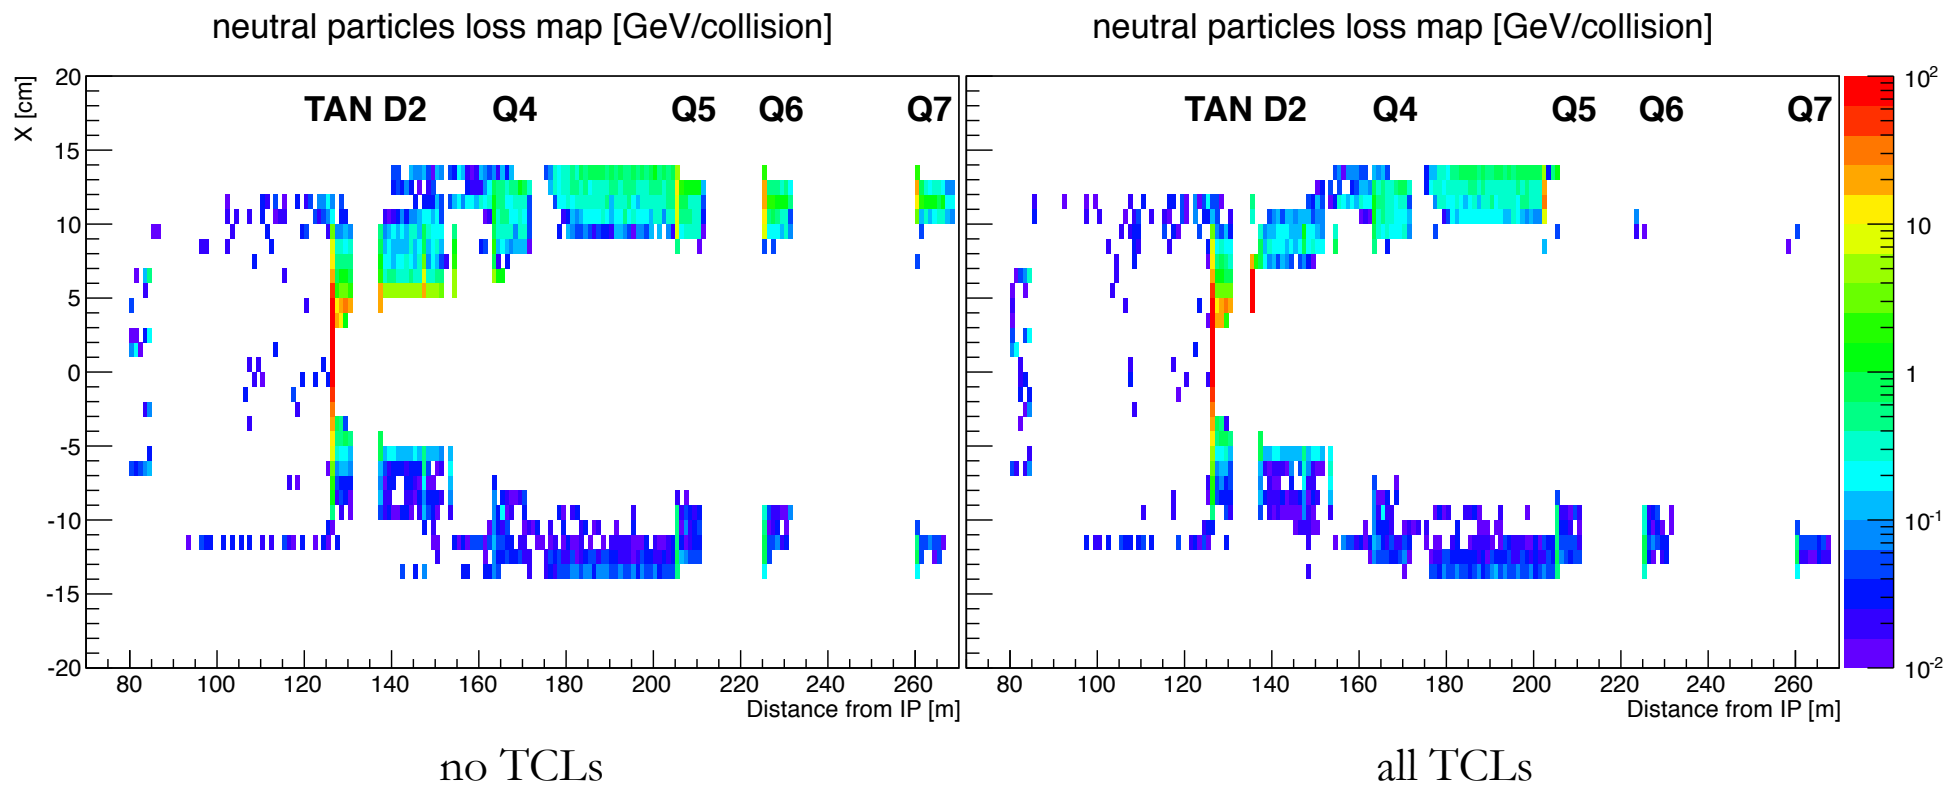 neutral particles loss map [GeV/collision]
neutral particles loss map [GeV/collision]
X [cm]
20
15
10
5
0
-5
-10
-15
-20
TAN D2 Q4 Q5 Q6 Q7
TAN D2 Q4 Q5 Q6 Q7
10²
10
1
10⁻¹
10⁻²
80 100 120 140 160 180 200 220 240 260
80 100 120 140 160 180 200 220 240 260
Distance from IP [m]
Distance from IP [m]
no TCLs
all TCLs